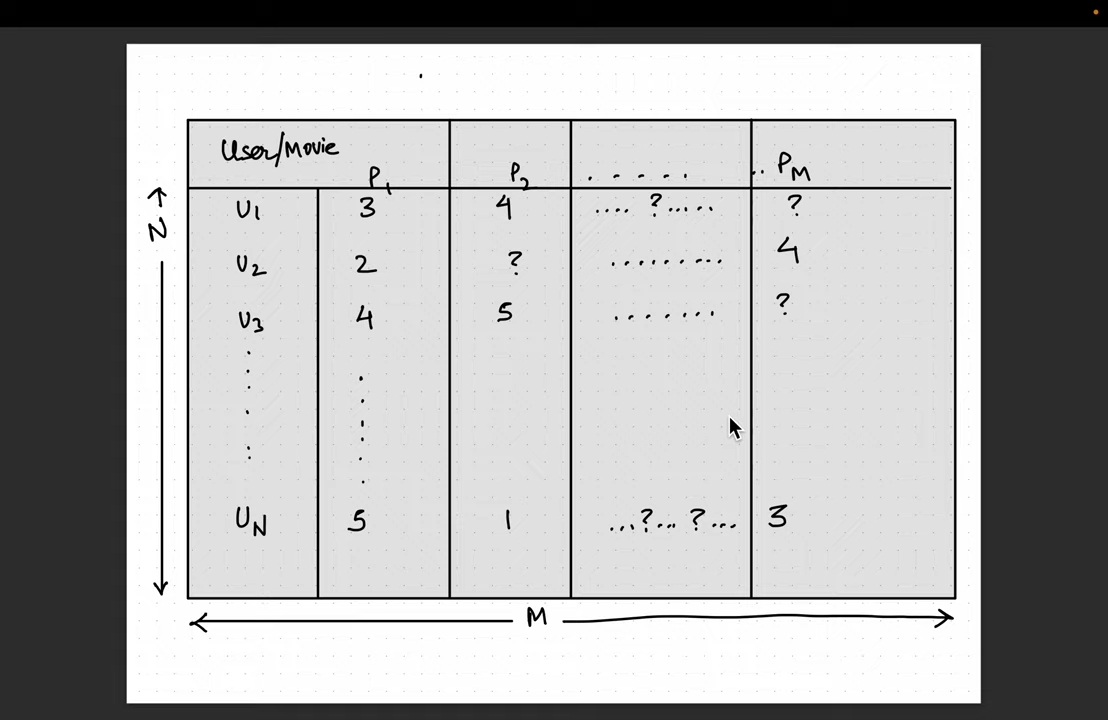 User/Movie P1 P2 ..... .. PM
U1 3 4 .... ? ..... ?
U2 2 ? ......... 4
U3 4 5 ....... ?
UN 5 1 ...?...?... 3
N
M